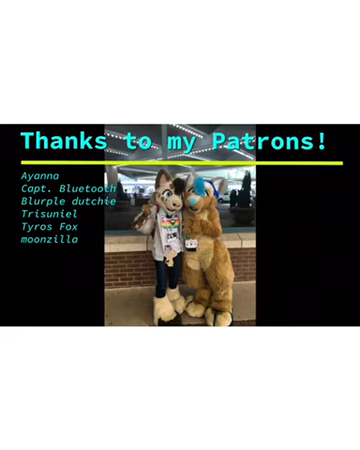 Thanks to my Patrons!
Ayanna
Capt. Bluetooth
Blurple dutchie
Trisuniel
Tyros Fox
moonzilla